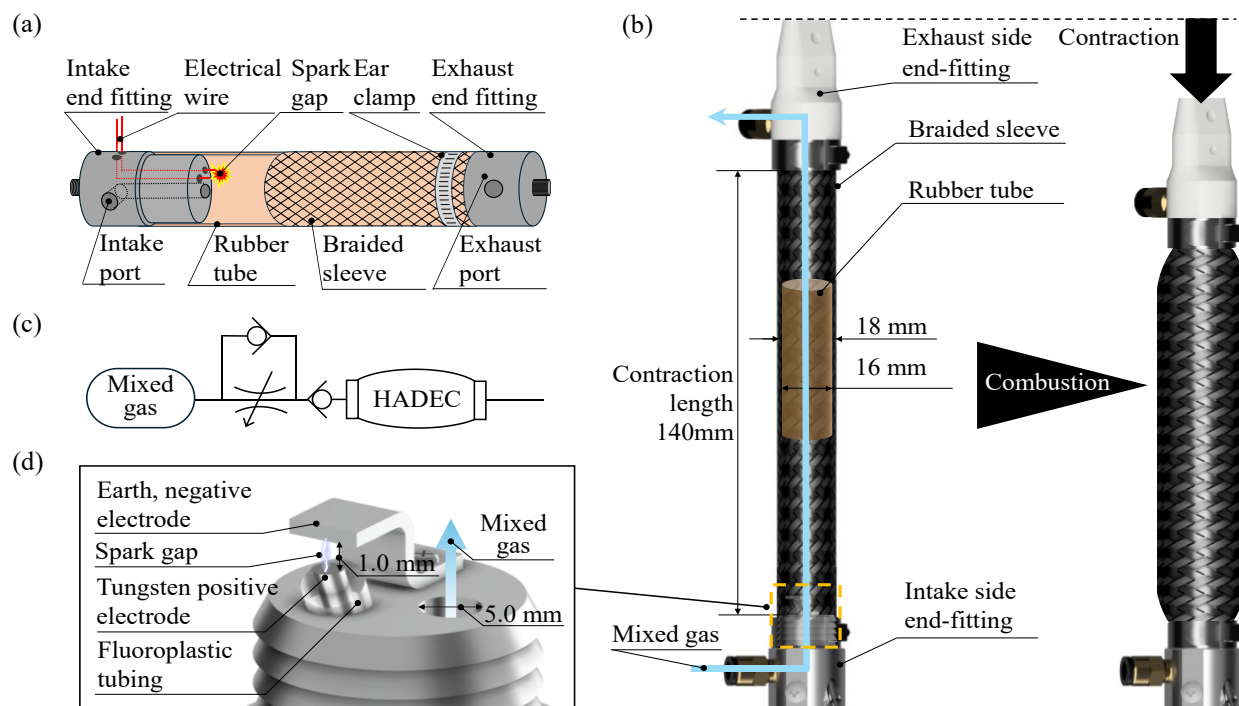 (a)
Intake
end fitting
Electrical
wire
Spark
gap
Ear
clamp
Exhaust
end fitting
Intake
port
Rubber
tube
Braided
sleeve
Exhaust
port
(b)
Exhaust side
end-fitting
Contraction
Braided sleeve
Rubber tube
18 mm
16 mm
Contraction
length
140mm
Combustion
Intake side
end-fitting
Mixed gas
(c)
Mixed
gas
HADEC
(d)
Earth, negative
electrode
Spark gap
Tungsten positive
electrode
Fluoroplastic
tubing
Mixed
gas
1.0 mm
5.0 mm